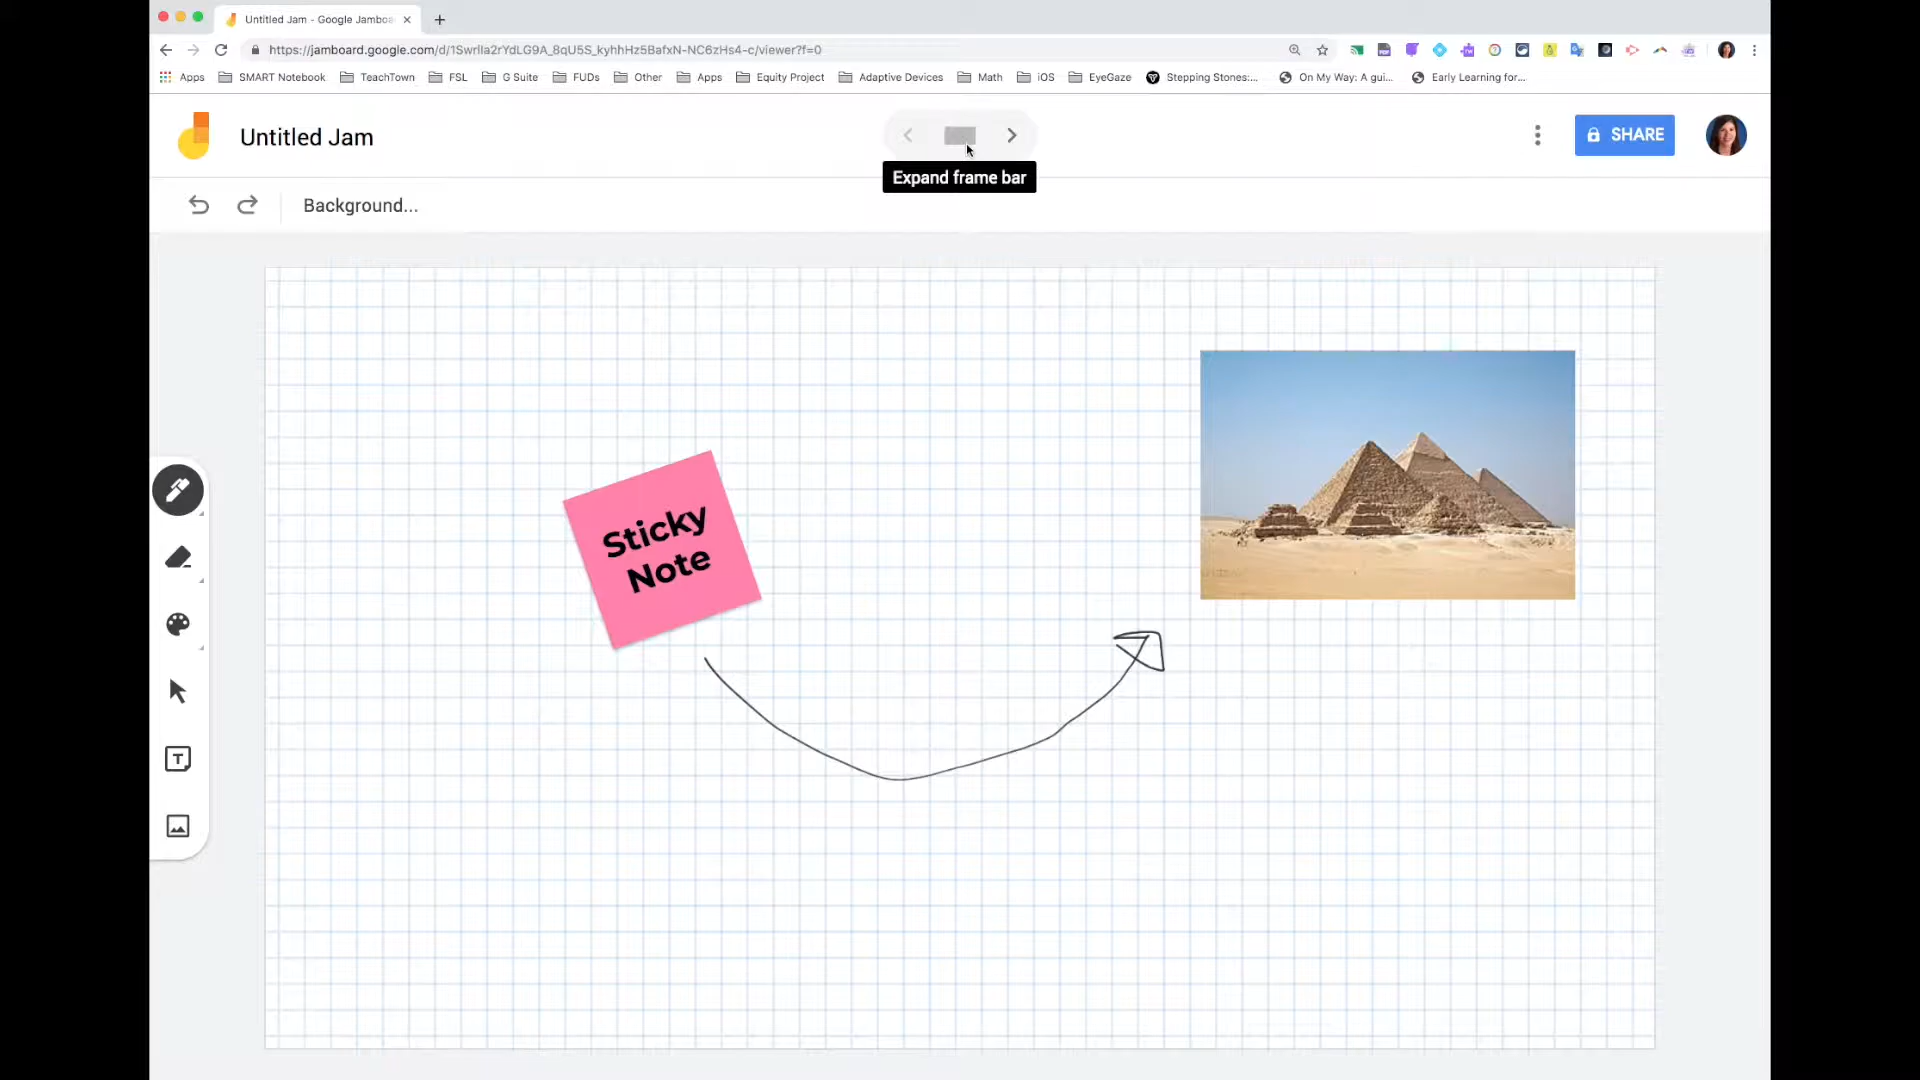 Untitled Jam - Google Jamboa
https://jamboard.google.com/d/1SwrlIa2rYdLG9A_8qU5S_kyhhHz5BafxN-NC6zHs4-c/viewer?f=0
Apps SMART Notebook TeachTown FSL G Suite FUDs Other Apps Equity Project Adaptive Devices Math iOS EyeGaze Stepping Stones:... On My Way: A gui... Early Learning for...
Untitled Jam
SHARE
Expand frame bar
Background...
Sticky
Note